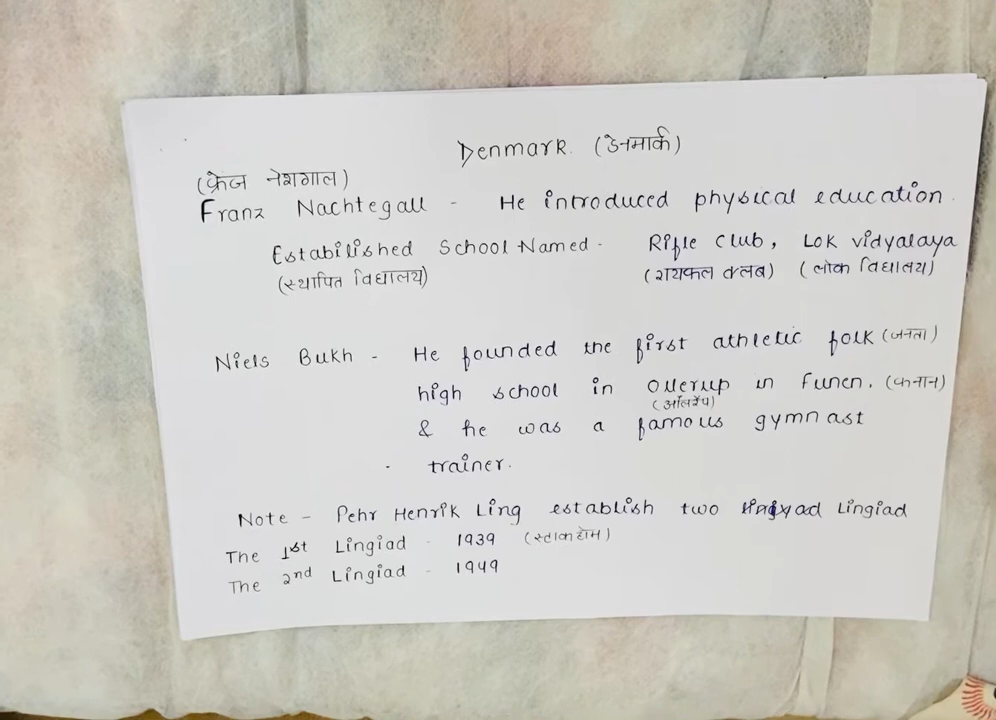 Denmark. (डेनमार्क)
(फ्रेज नेशगाल)
Franz Nachtegall - He introduced physical education.
Estabilished School Named - Rifle Club, Lok vidyalaya
(स्थापित विद्यालय) (रायफल क्लब) (लोक विद्यालय)
Niels Bukh - He founded the first athletic folk (जनता)
high school in Ollerup in Funen. (फनान)
(ऑलरेप)
& he was a famous gymnast
trainer.
Note - Pehr Henrik Ling establish two Lingiad
The 1st Lingiad - 1939 (स्टाकहोम)
The 2nd Lingiad - 1949